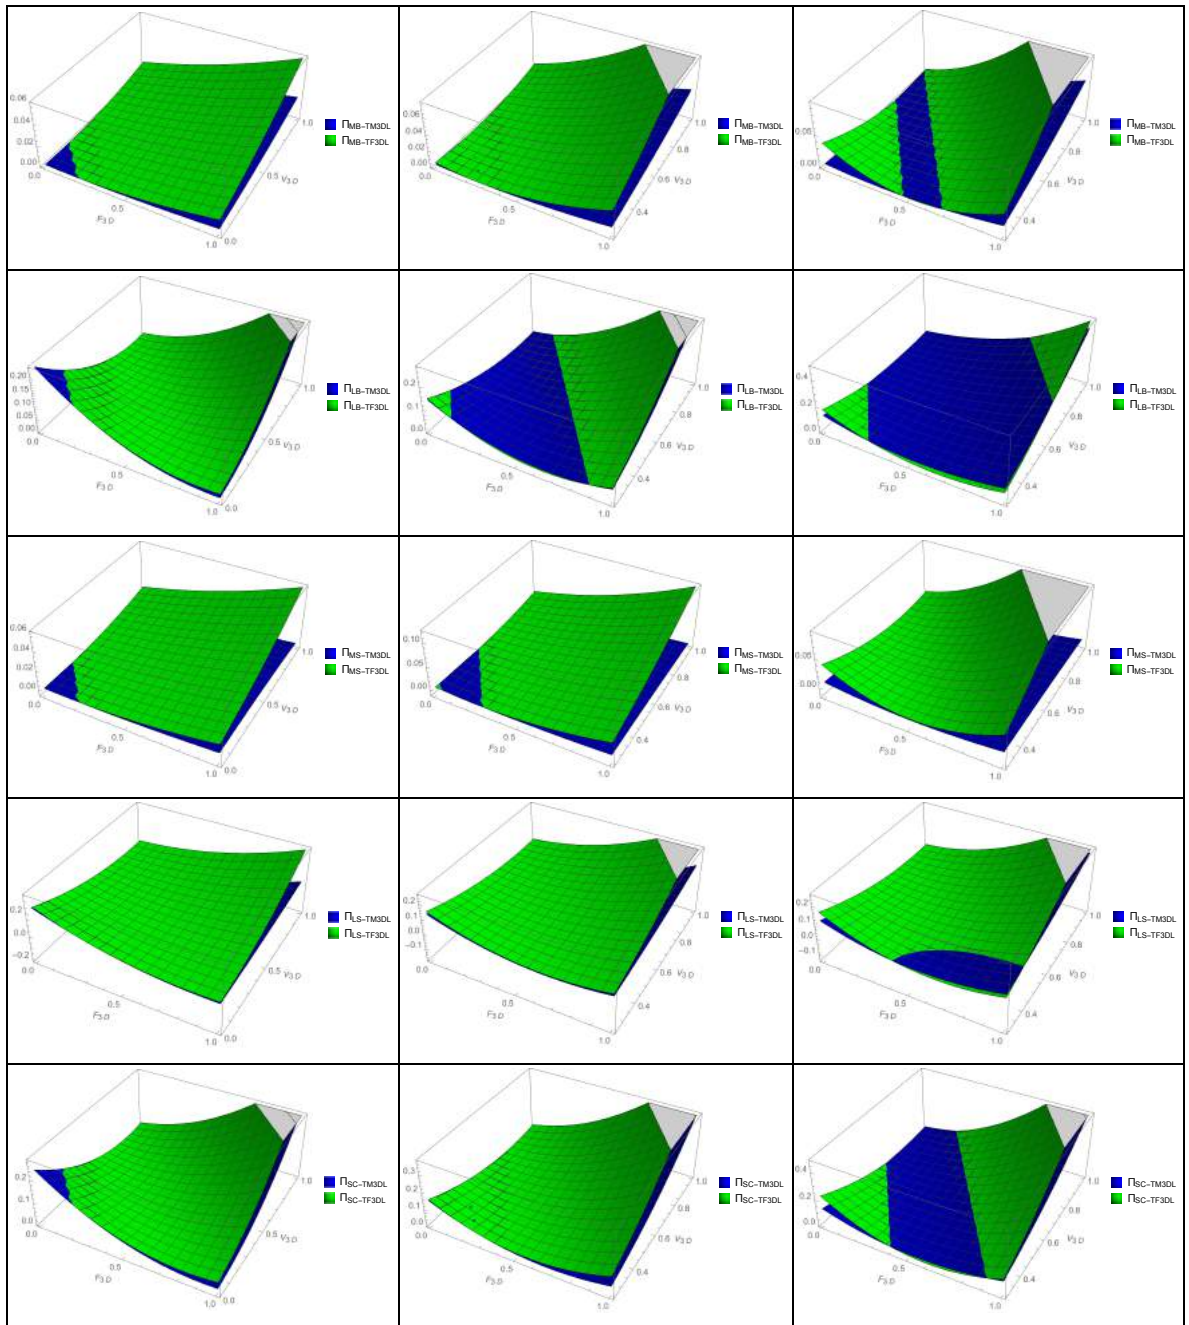 0.06
0.04
0.02
0.00
0.0
0.5
F3D
1.0
0.0
0.5
V3D
1.0
ΠMB−TM3DL
ΠMB−TF3DL
0.06
0.04
0.02
0.00
0.0
0.5
F3D
1.0
0.4
0.6
V3D
0.8
1.0
ΠMB−TM3DL
ΠMB−TF3DL
0.05
0.00
0.0
0.5
F3D
1.0
0.4
0.6
V3D
0.8
1.0
ΠMB−TM3DL
ΠMB−TF3DL
0.20
0.15
0.10
0.05
0.00
0.0
0.5
F3D
1.0
0.0
0.5
V3D
1.0
ΠLB−TM3DL
ΠLB−TF3DL
0.2
0.1
0.0
0.0
0.5
F3D
1.0
0.4
0.6
V3D
0.8
1.0
ΠLB−TM3DL
ΠLB−TF3DL
0.4
0.2
0.0
0.0
0.5
F3D
1.0
0.4
0.6
V3D
0.8
1.0
ΠLB−TM3DL
ΠLB−TF3DL
0.06
0.04
0.02
0.00
0.0
0.5
F3D
1.0
0.0
0.5
V3D
1.0
ΠMS−TM3DL
ΠMS−TF3DL
0.10
0.05
0.00
0.0
0.5
F3D
1.0
0.4
0.6
V3D
0.8
1.0
ΠMS−TM3DL
ΠMS−TF3DL
0.05
0.00
0.0
0.5
F3D
1.0
0.4
0.6
V3D
0.8
1.0
ΠMS−TM3DL
ΠMS−TF3DL
0.2
0.0
−0.2
0.0
0.5
F3D
1.0
0.0
0.5
V3D
1.0
ΠLS−TM3DL
ΠLS−TF3DL
0.2
0.1
0.0
−0.1
0.0
0.5
F3D
1.0
0.4
0.6
V3D
0.8
1.0
ΠLS−TM3DL
ΠLS−TF3DL
0.2
0.1
0.0
−0.1
0.0
0.5
F3D
1.0
0.4
0.6
V3D
0.8
1.0
ΠLS−TM3DL
ΠLS−TF3DL
0.2
0.1
0.0
0.0
0.5
F3D
1.0
0.0
0.5
V3D
1.0
ΠSC−TM3DL
ΠSC−TF3DL
0.3
0.2
0.1
0.0
0.0
0.5
F3D
1.0
0.4
0.6
V3D
0.8
1.0
ΠSC−TM3DL
ΠSC−TF3DL
0.4
0.2
0.0
0.0
0.5
F3D
1.0
0.4
0.6
V3D
0.8
1.0
ΠSC−TM3DL
ΠSC−TF3DL